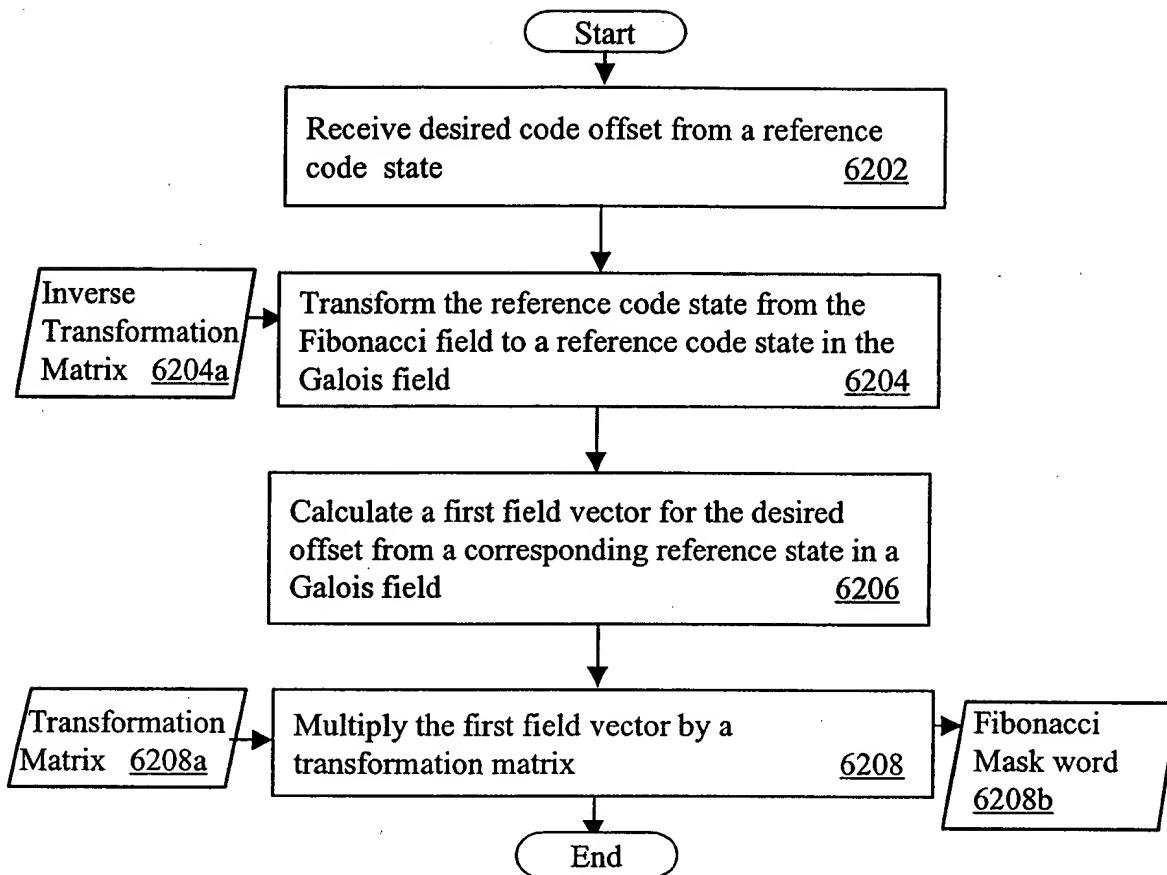 Start
Receive desired code offset from a reference
code state 6202
Inverse
Transformation
Matrix 6204a
Transform the reference code state from the
Fibonacci field to a reference code state in the
Galois field 6204
Calculate a first field vector for the desired
offset from a corresponding reference state in a
Galois field 6206
Transformation
Matrix 6208a
Multiply the first field vector by a
transformation matrix 6208
Fibonacci
Mask word
6208b
End